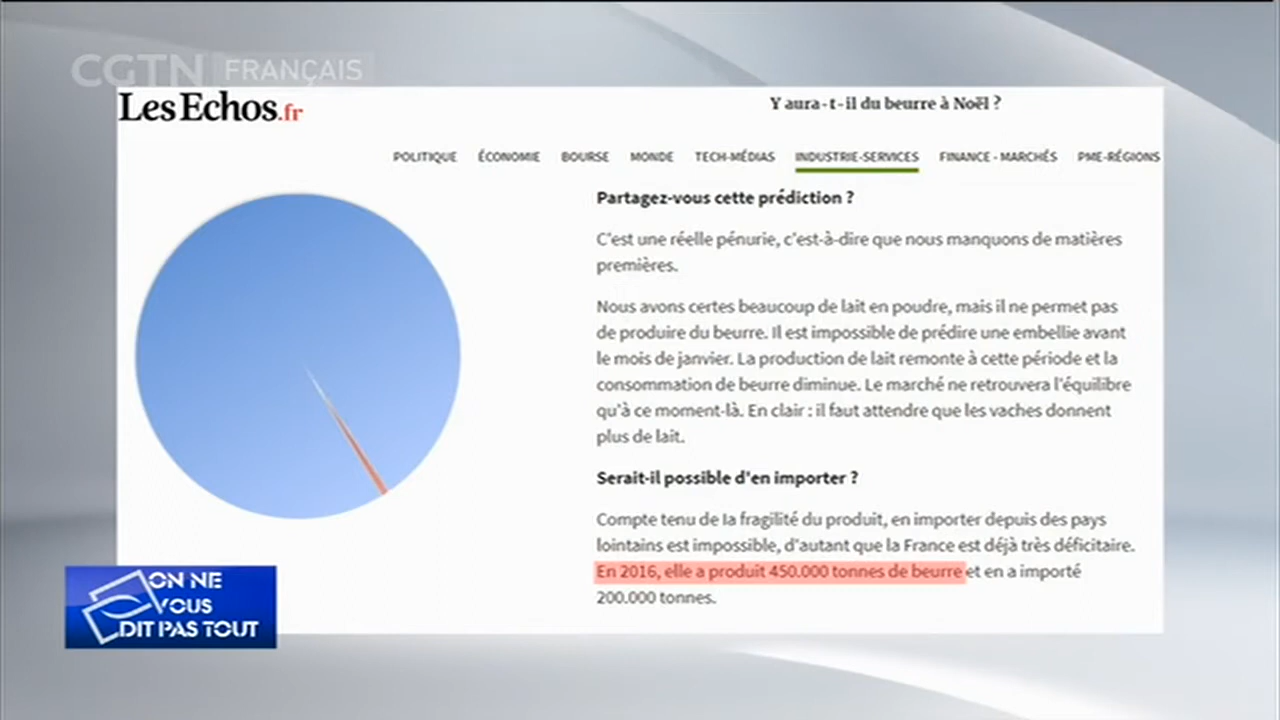 CGTN FRANÇAIS
LesEchos.fr
Y aura-t-il du beurre à Noël ?
POLITIQUE ÉCONOMIE BOURSE MONDE TECH-MÉDIAS INDUSTRIE-SERVICES FINANCE - MARCHÉS PME-RÉGIONS
Partagez-vous cette prédiction ?
C'est une réelle pénurie, c'est-à-dire que nous manquons de matières
premières.
Nous avons certes beaucoup de lait en poudre, mais il ne permet pas
de produire du beurre. Il est impossible de prédire une embellie avant
le mois de janvier. La production de lait remonte à cette période et la
consommation de beurre diminue. Le marché ne retrouvera l'équilibre
qu'à ce moment-là. En clair : il faut attendre que les vaches donnent
plus de lait.
Serait-il possible d'en importer ?
Compte tenu de la fragilité du produit, en importer depuis des pays
lointains est impossible, d'autant que la France est déjà très déficitaire.
En 2016, elle a produit 450.000 tonnes de beurre et en a importé
200.000 tonnes.
ON NE
VOUS
DIT PAS TOUT